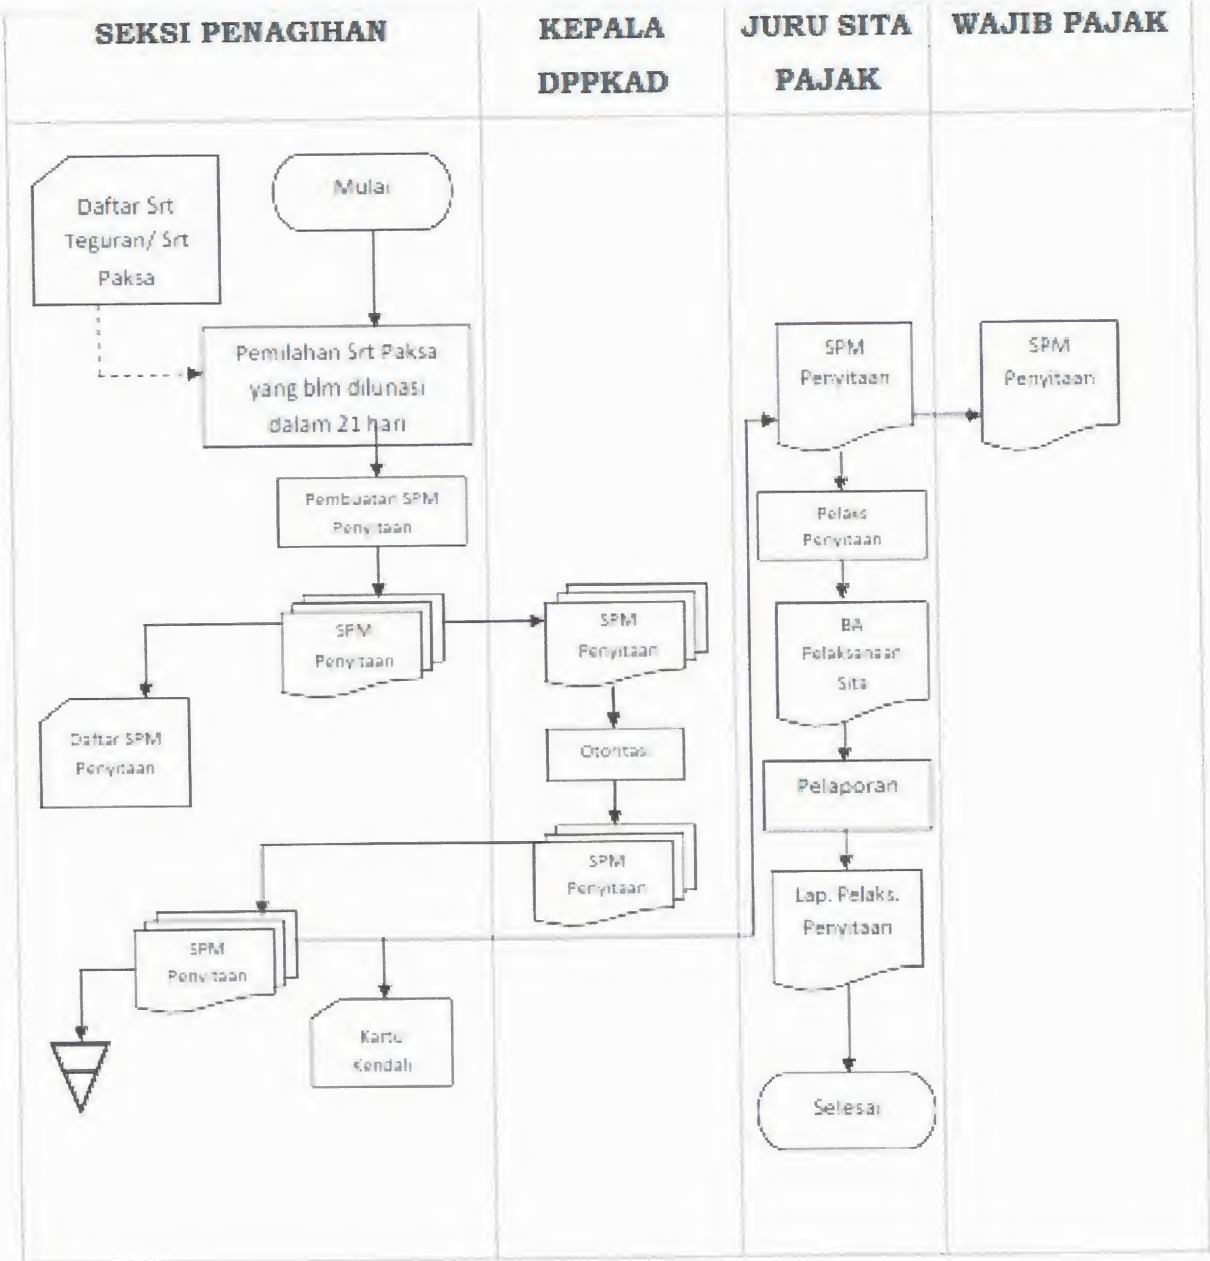 SEKSI PENAGIHAN
KEPALA
DPPKAD
JURU SITA
PAJAK
WAJIB PAJAK
Daftar Srt
Teguran/ Srt
Paksa
Mulai
Pemilahan Srt Paksa
yang blm dilunasi
dalam 21 hari
Pembuatan SPM
Penyitaan
SPM
Penyitaan
Daftar SPM
Penyitaan
SPM
Penyitaan
Kartu
Kendali
SPM
Penyitaan
Otoritas
SPM
Penyitaan
SPM
Penyitaan
Pelaks
Penyitaan
BA
Pelaksanaan
Sita
Pelaporan
Lap. Pelaks.
Penyitaan
Selesai
SPM
Penyitaan